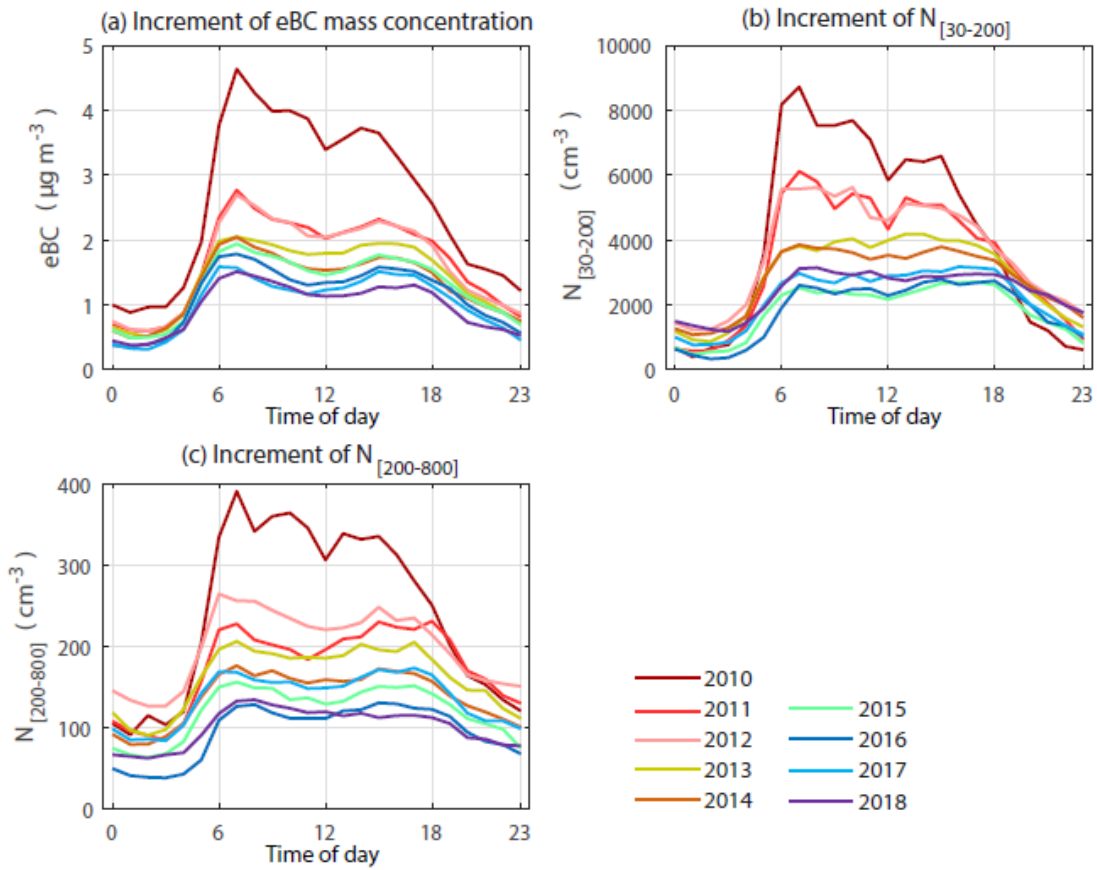 (a) Increment of eBC mass concentration
5
4
3
2
1
0
eBC ( µg m-3 )
0 6 12 18 23
Time of day
(b) Increment of N[30-200]
10000
8000
6000
4000
2000
0
N[30-200] ( cm-3 )
0 6 12 18 23
Time of day
(c) Increment of N[200-800]
400
300
200
100
0
N[200-800] ( cm-3 )
0 6 12 18 23
Time of day
2010
2011
2012
2013
2014
2015
2016
2017
2018